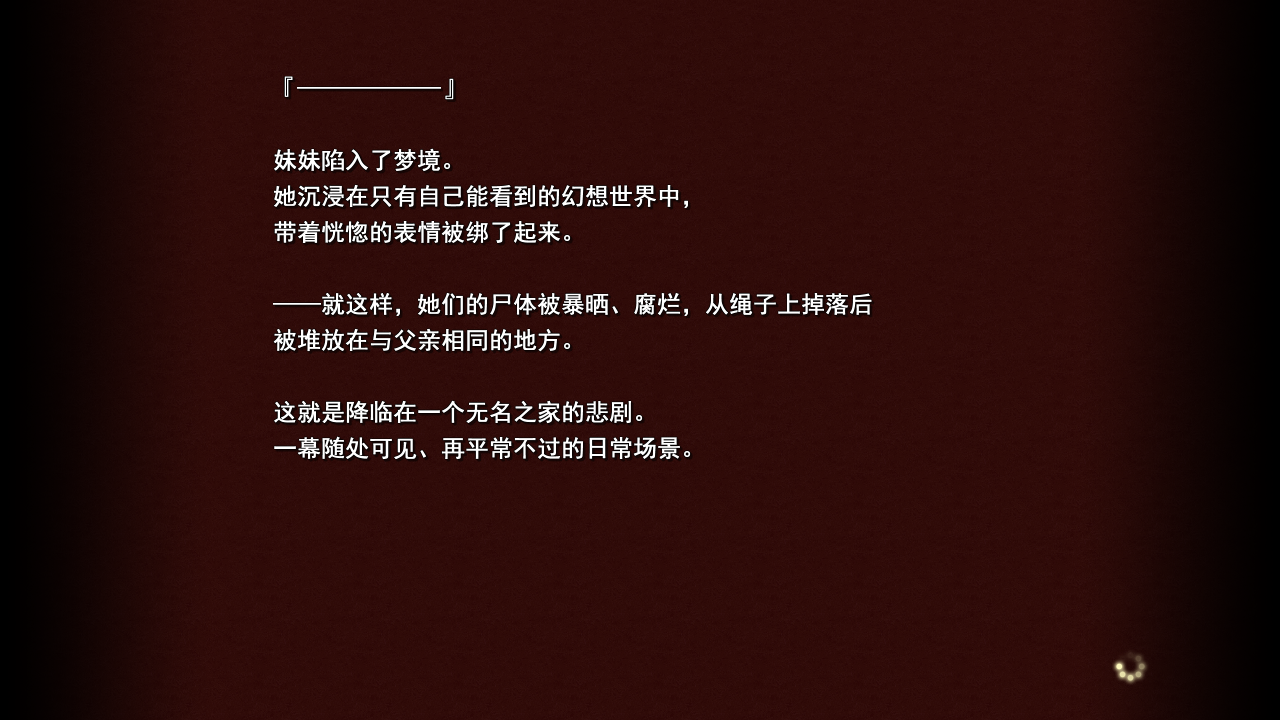 『——————』
妹妹陷入了梦境。
她沉浸在只有自己能看到的幻想世界中，
带着恍惚的表情被绑了起来。
——就这样，她们的尸体被暴晒、腐烂，从绳子上掉落后
被堆放在与父亲相同的地方。
这就是降临在一个无名之家的悲剧。
一幕随处可见、再平常不过的日常场景。